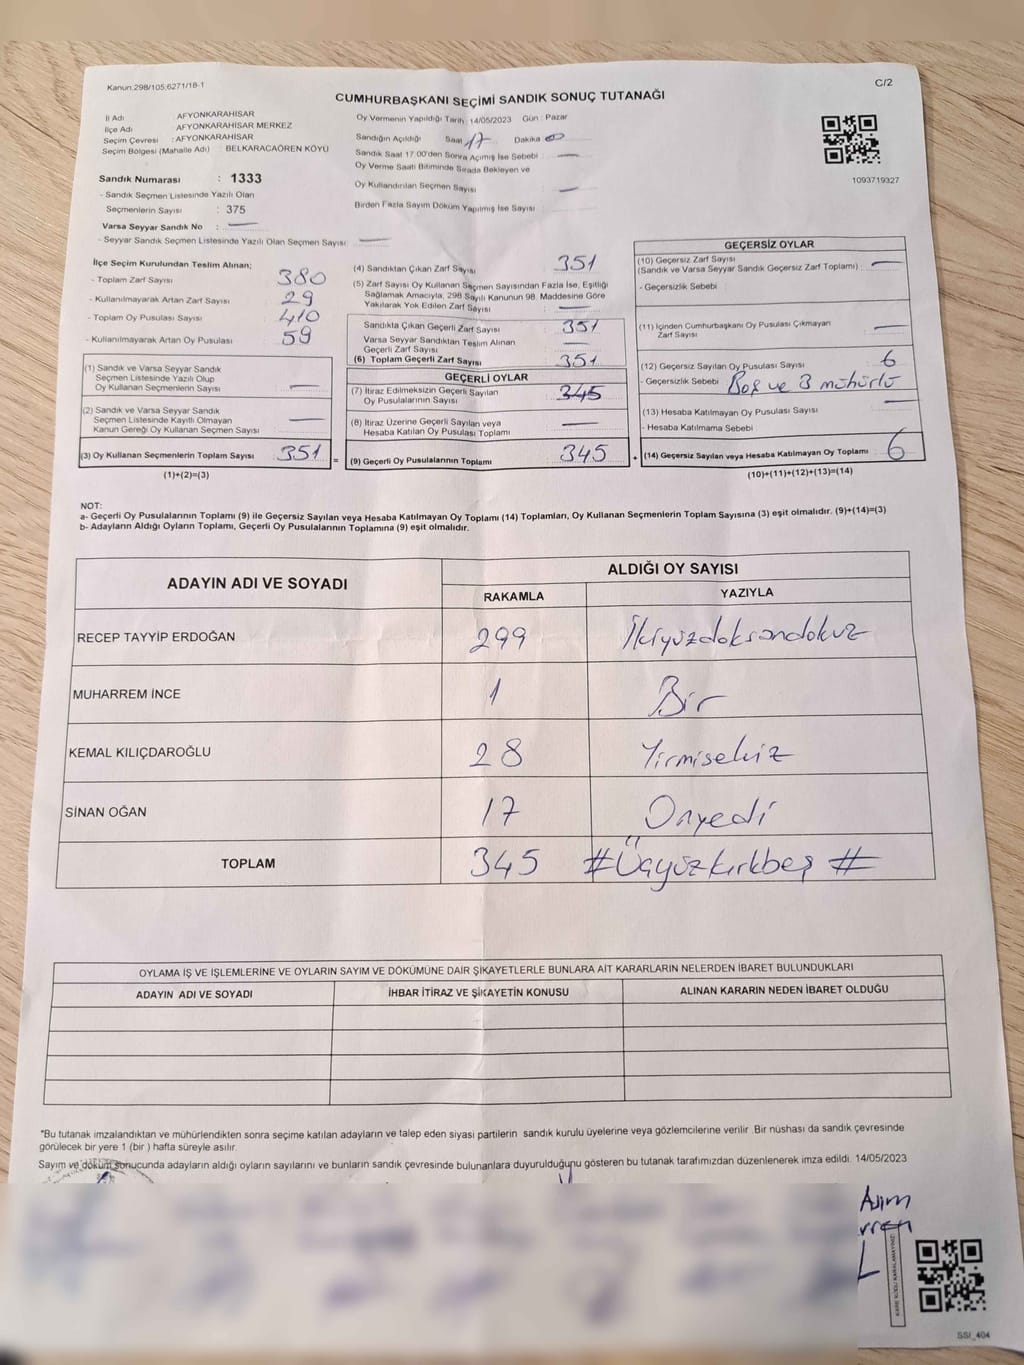 Kanun.298/105,6271/18-1
C/2
CUMHURBAŞKANI SEÇİMİ SANDIK SONUÇ TUTANAĞI
İl Adı : AFYONKARAHİSAR
İlçe Adı : AFYONKARAHİSAR MERKEZ
Seçim Çevresi : AFYONKARAHİSAR
Seçim Bölgesi (Mahalle Adı) : BELKARACAÖREN KÖYÜ
Sandık Numarası : 1333
- Sandık Seçmen Listesinde Yazılı Olan
Seçmenlerin Sayısı : 375
Varsa Seyyar Sandık No : —
- Seyyar Sandık Seçmen Listesinde Yazılı Olan Seçmen Sayısı : —
Oy Vermenin Yapıldığı Tarih : 14/05/2023 Gün : Pazar
Sandığın Açıldığı Saat 17 Dakika 00
Sandık Saat 17.00'den Sonra Açımış İse Sebebi : —
Oy Verme Saati Bitiminde Sırada Bekleyen ve
Oy Kullandırılan Seçmen Sayısı : —
Birden Fazla Sayım Döküm Yapılmış İse Sayısı :
1093719327
İlçe Seçim Kurulundan Teslim Alınan:
- Toplam Zarf Sayısı : 380
- Kullanılmayarak Artan Zarf Sayısı : 29
- Toplam Oy Pusulası Sayısı : 410
- Kullanılmayarak Artan Oy Pusulası : 59
(1) Sandık ve Varsa Seyyar Sandık
Seçmen Listesinde Yazılı Olup
Oy Kullanan Seçmenlerin Sayısı : —
(2) Sandık ve Varsa Seyyar Sandık
Seçmen Listesinde Kayıtlı Olmayan
Kanun Gereği Oy Kullanan Seçmen Sayısı : —
(3) Oy Kullanan Seçmenlerin Toplam Sayısı : 351 =
(1)+(2)=(3)
(4) Sandıktan Çıkan Zarf Sayısı : 351
(5) Zarf Sayısı Oy Kullanan Seçmen Sayısından Fazla İse, Eşitliği
Sağlamak Amacıyla, 298 Sayılı Kanunun 98. Maddesine Göre
Yakılarak Yok Edilen Zarf Sayısı : —
Sandıkta Çıkan Geçerli Zarf Sayısı : 351
Varsa Seyyar Sandıktan Teslim Alınan
Geçerli Zarf Sayısı : —
(6) Toplam Geçerli Zarf Sayısı : 351
GEÇERLİ OYLAR
(7) İtiraz Edilmeksizin Geçerli Sayılan
Oy Pusulalarının Sayısı : 345
(8) İtiraz Üzerine Geçerli Sayılan veya
Hesaba Katılan Oy Pusulası Toplamı : —
(9) Geçerli Oy Pusulalarının Toplamı : 345 +
GEÇERSİZ OYLAR
(10) Geçersiz Zarf Sayısı
(Sandık ve Varsa Seyyar Sandık Geçersiz Zarf Toplamı) : —
- Geçersizlik Sebebi :
(11) İçinden Cumhurbaşkanı Oy Pusulası Çıkmayan
Zarf Sayısı : —
(12) Geçersiz Sayılan Oy Pusulası Sayısı : 6
- Geçersizlik Sebebi : Boş ve 3 mühürlü
(13) Hesaba Katılmayan Oy Pusulası Sayısı : —
- Hesaba Katılmama Sebebi :
(14) Geçersiz Sayılan veya Hesaba Katılmayan Oy Toplamı : 6
(10)+(11)+(12)+(13)=(14)
NOT:
a- Geçerli Oy Pusulalarının Toplamı (9) ile Geçersiz Sayılan veya Hesaba Katılmayan Oy Toplamı (14) Toplamları, Oy Kullanan Seçmenlerin Toplam Sayısına (3) eşit olmalıdır. (9)+(14)=(3)
b- Adayların Aldığı Oyların Toplamı, Geçerli Oy Pusulalarının Toplamına (9) eşit olmalıdır.
ADAYIN ADI VE SOYADI
ALDIĞI OY SAYISI
RAKAMLA YAZIYLA
RECEP TAYYİP ERDOĞAN 299 İkiyüzdoksandokuz
MUHARREM İNCE 1 Bir
KEMAL KILIÇDAROĞLU 28 Yirmisekiz
SİNAN OĞAN 17 Onyedi
TOPLAM 345 #Üçyüzkırkbeş #
OYLAMA İŞ VE İŞLEMLERİNE VE OYLARIN SAYIM VE DÖKÜMÜNE DAİR ŞİKAYETLERLE BUNLARA AİT KARARLARIN NELERDEN İBARET BULUNDUKLARI
ADAYIN ADI VE SOYADI İHBAR İTİRAZ VE ŞİKAYETİN KONUSU ALINAN KARARIN NEDEN İBARET OLDUĞU
*Bu tutanak imzalandıktan ve mühürlendikten sonra seçime katılan adayların ve talep eden siyasi partilerin sandık kurulu üyelerine veya gözlemcilerine verilir .Bir nüshası da sandık çevresinde
görülecek bir yere 1 (bir ) hafta süreyle asılır.
Sayım ve döküm sonucunda adayların aldığı oyların sayılarını ve bunların sandık çevresinde bulunanlara duyurulduğunu gösteren bu tutanak tarafımızdan düzenlenerek imza edildi. 14/05/2023
KARE KODU KARALAMAYINIZ!
SSI_404